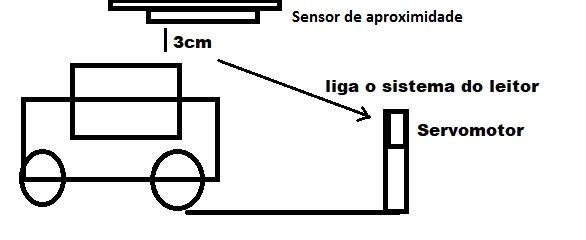 Sensor de aproximidade
3cm
liga o sistema do leitor
Servomotor